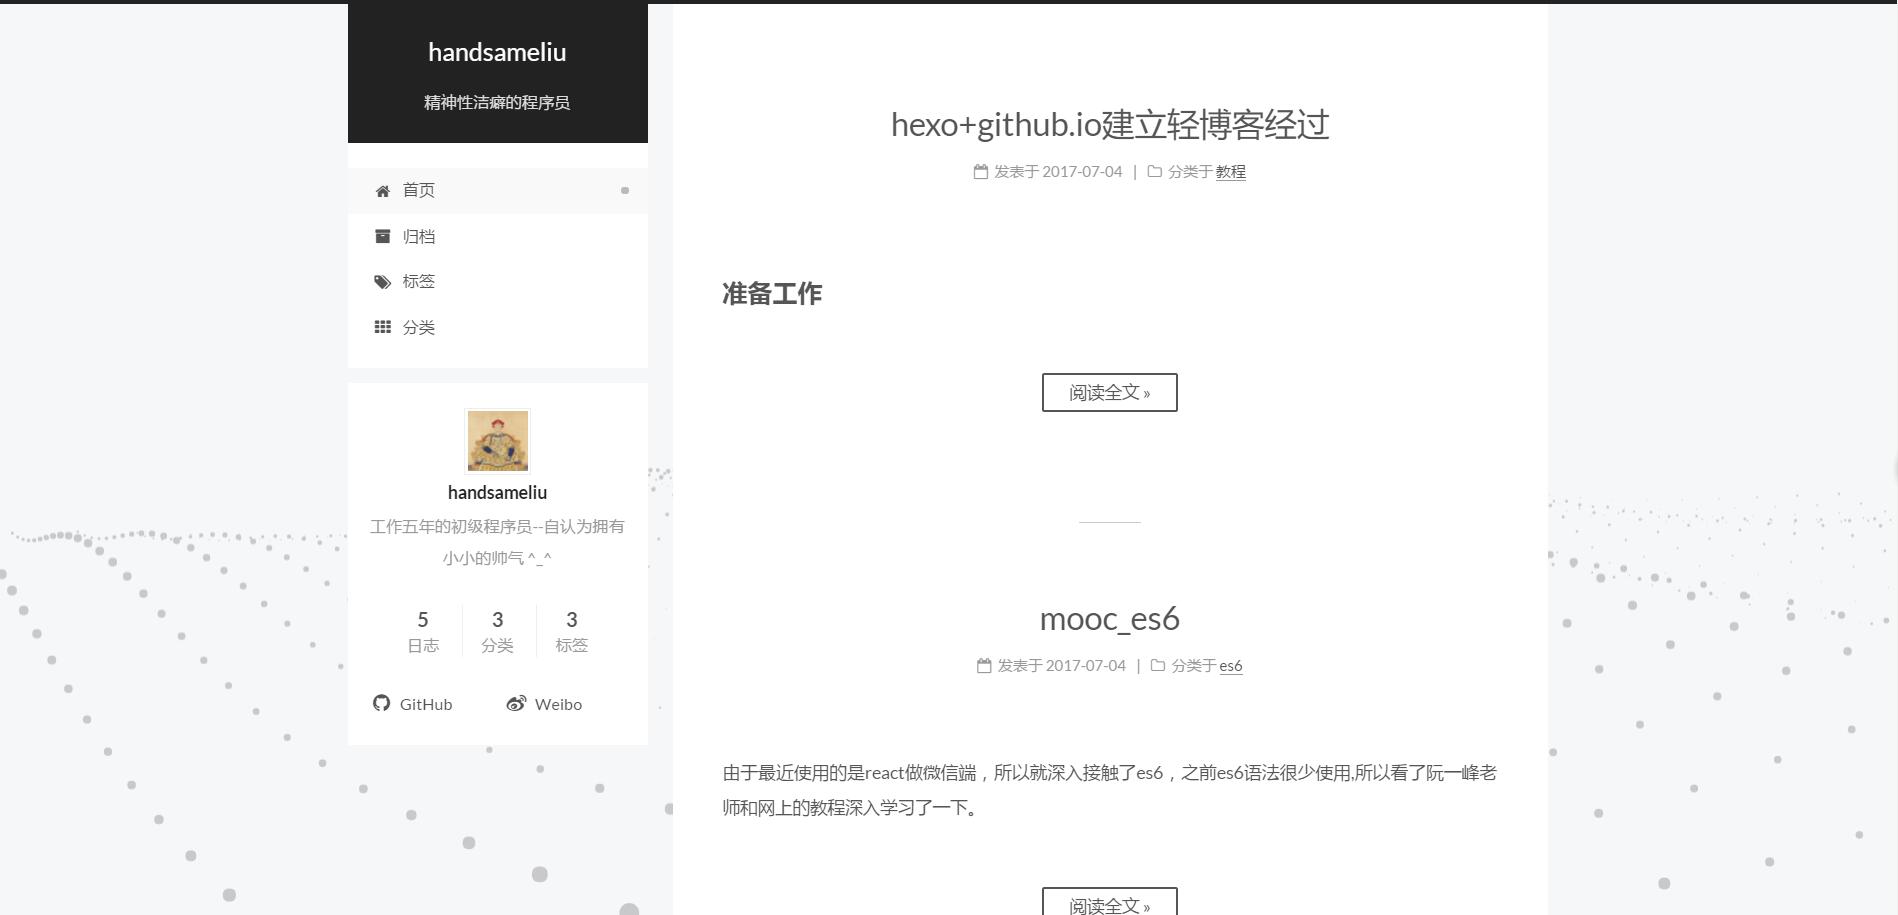 handsameliu
精神性洁癖的程序员
首页
归档
标签
分类
handsameliu
工作五年的初级程序员--自认为拥有
小小的帅气 ^_^
5 3 3
日志 分类 标签
GitHub Weibo
hexo+github.io建立轻博客经过
发表于 2017-07-04 | 分类于 教程
准备工作
阅读全文 »
mooc_es6
发表于 2017-07-04 | 分类于 es6
由于最近使用的是react做微信端，所以就深入接触了es6，之前es6语法很少使用,所以看了阮一峰老
师和网上的教程深入学习了一下。
阅读全文 »